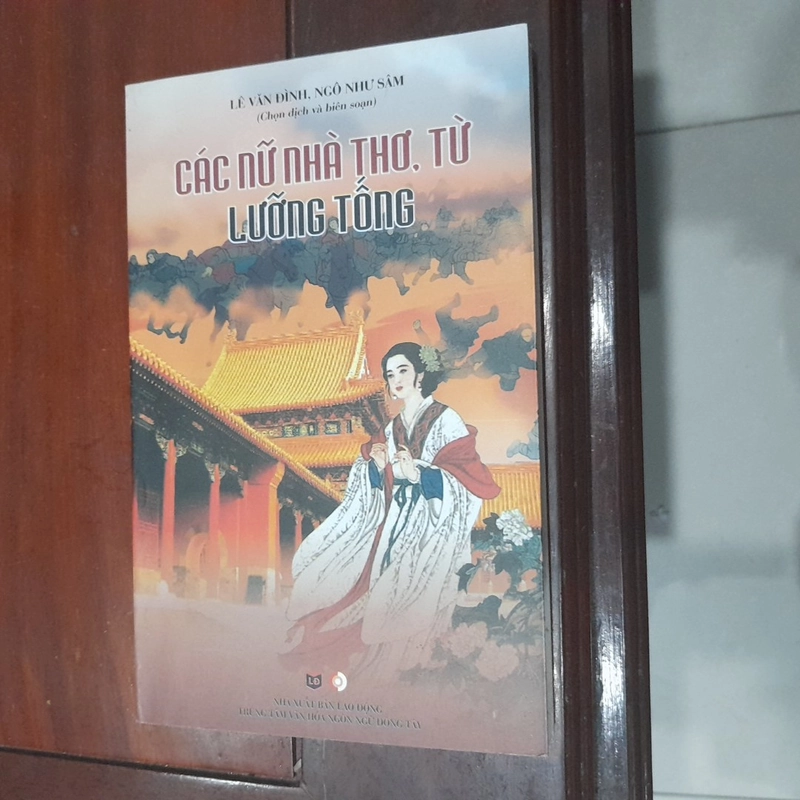 LÊ VĂN ĐÌNH, NGÔ NHƯ SÂM
(Chọn dịch và biên soạn)
CÁC NỮ NHÀ THƠ, TỪ
LƯỠNG TỐNG
LĐ
NHÀ XUẤT BẢN LAO ĐỘNG
TRUNG TÂM VĂN HÓA NGÔN NGỮ ĐÔNG TÂY